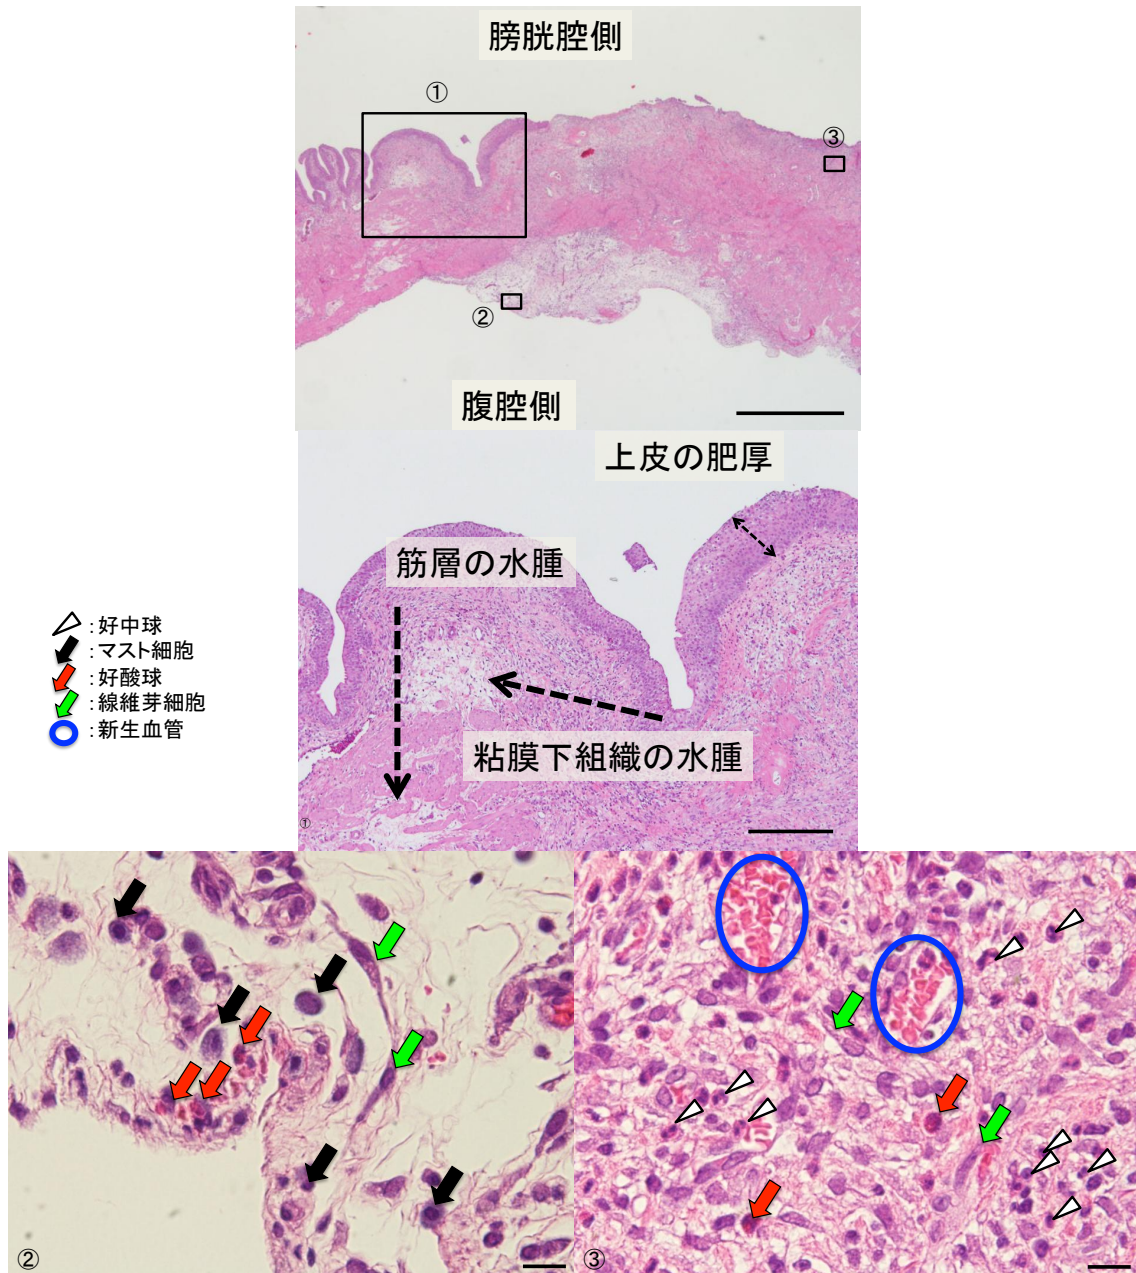 膀胱腔側
①
③
②
腹腔側
上皮の肥厚
筋層の水腫
粘膜下組織の水腫
①
:好中球
:マスト細胞
:好酸球
:線維芽細胞
:新生血管
②
③